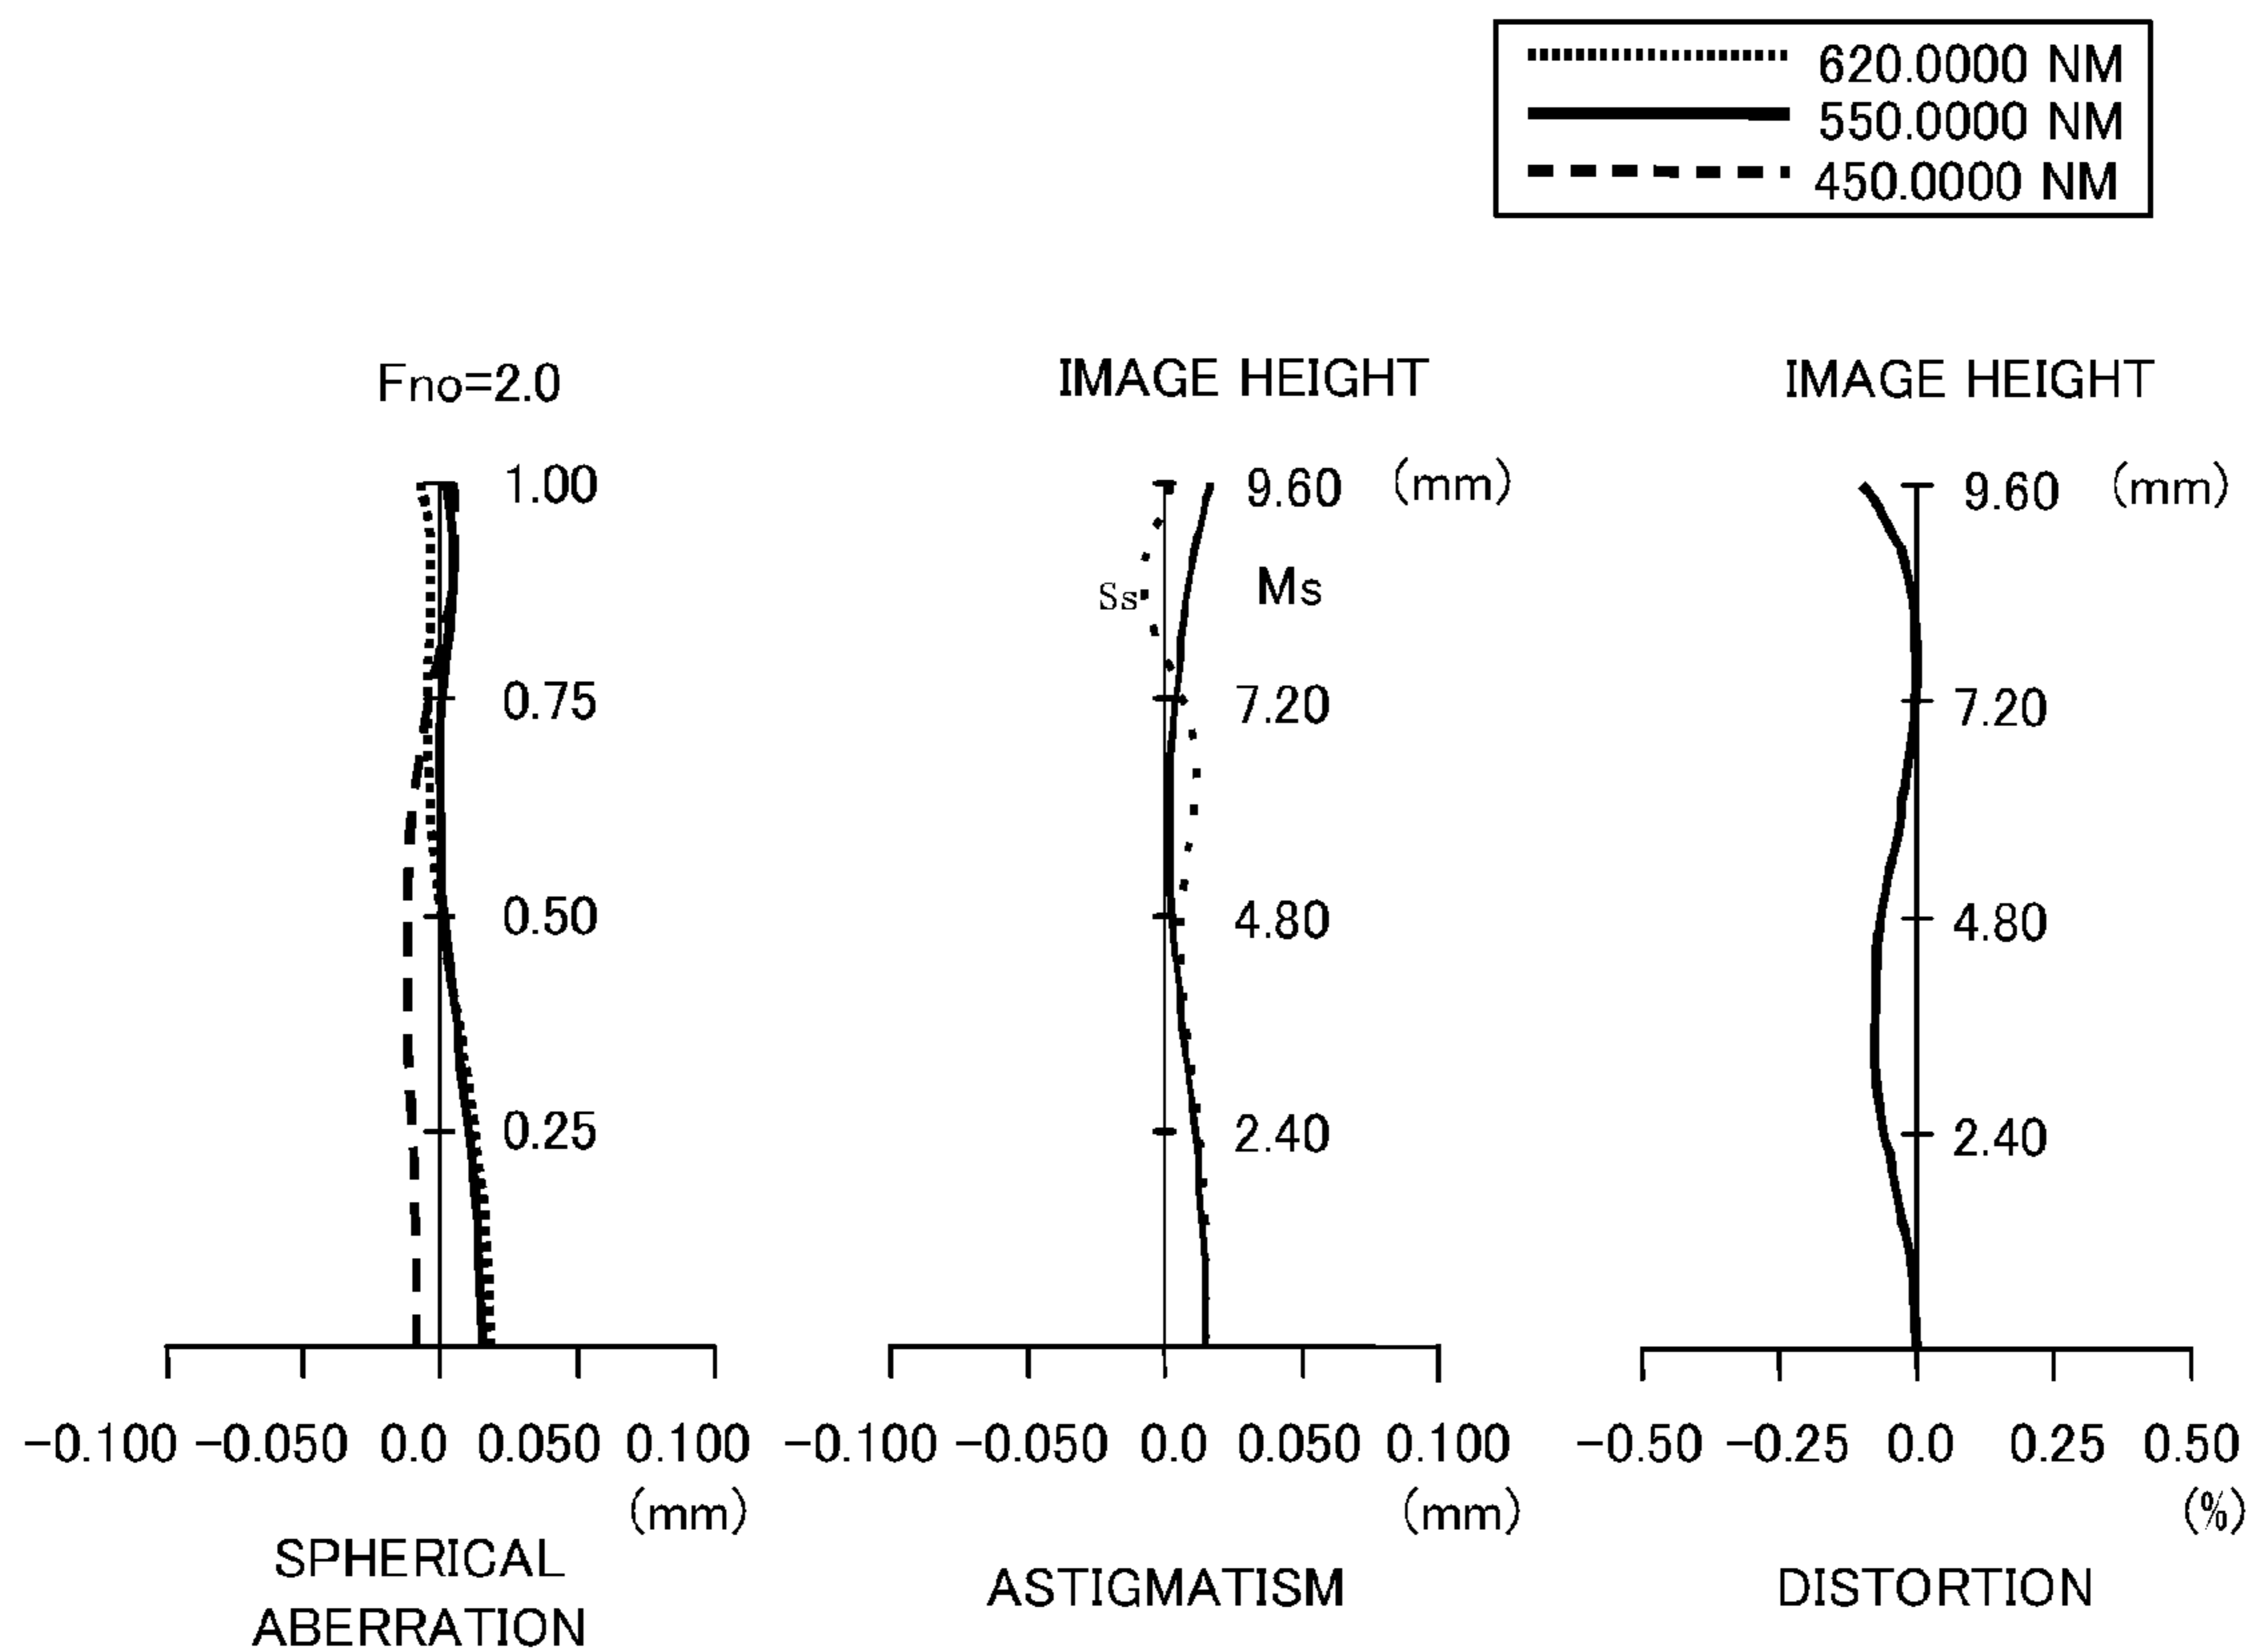 620.0000 NM
550.0000 NM
450.0000 NM
Fno=2.0
1.00
0.75
0.50
0.25
−0.100 −0.050 0.0 0.050 0.100
(mm)
SPHERICAL
ABERRATION
IMAGE HEIGHT
9.60 (mm)
Ss Ms
7.20
4.80
2.40
−0.100 −0.050 0.0 0.050 0.100
(mm)
ASTIGMATISM
IMAGE HEIGHT
9.60 (mm)
7.20
4.80
2.40
−0.50 −0.25 0.0 0.25 0.50
(%)
DISTORTION